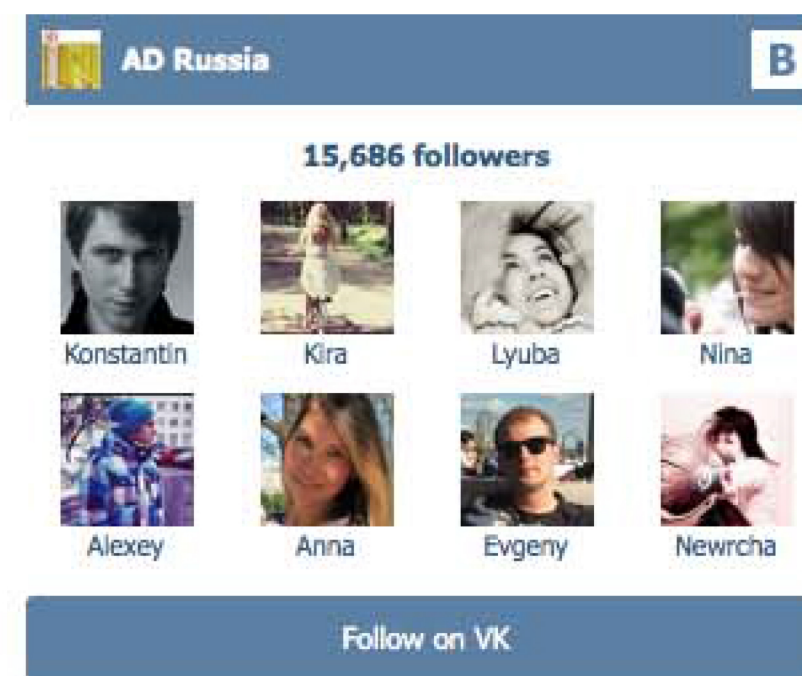 AD Russia
B
15,686 followers
Konstantin Kira Lyuba Nina
Alexey Anna Evgeny Newrcha
Follow on VK